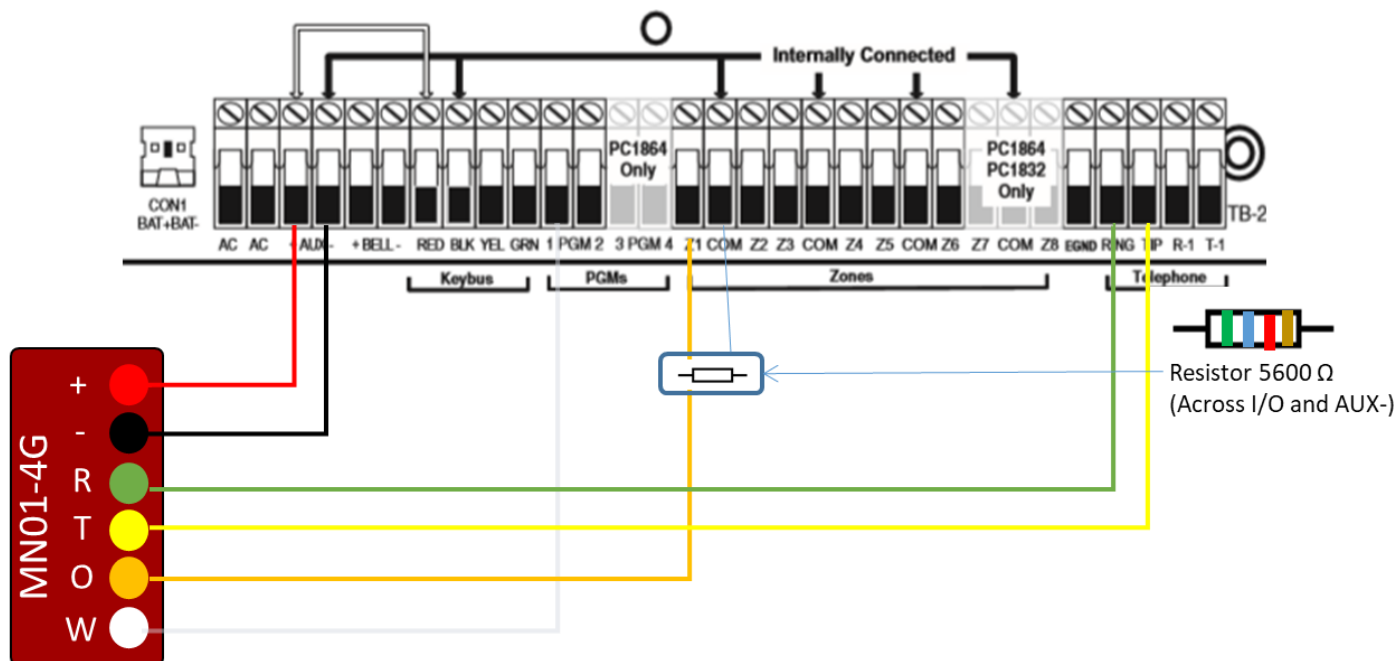 Internally Connected
PC1864
Only
PC1864
PC1832
Only
CON1
BAT+BAT-
TB-2
AC AC + AUX - + BELL - RED BLK YEL GRN 1 PGM 2 3 PGM 4 Z1 COM Z2 Z3 COM Z4 Z5 COM Z6 Z7 COM Z8 EGND RING TIP R-1 T-1
Keybus PGMs Zones Telephone
Resistor 5600 Ω
(Across I/O and AUX-)
MN01-4G
+
-
R
T
O
W